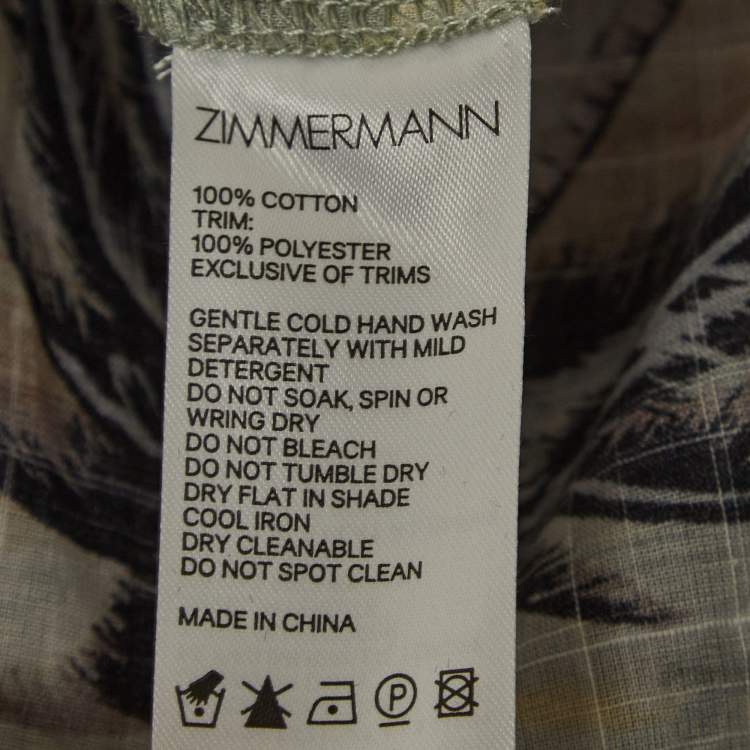 ZIMMERMANN
100% COTTON
TRIM:
100% POLYESTER
EXCLUSIVE OF TRIMS
GENTLE COLD HAND WASH
SEPARATELY WITH MILD
DETERGENT
DO NOT SOAK, SPIN OR
WRING DRY
DO NOT BLEACH
DO NOT TUMBLE DRY
DRY FLAT IN SHADE
COOL IRON
DRY CLEANABLE
DO NOT SPOT CLEAN
MADE IN CHINA
P